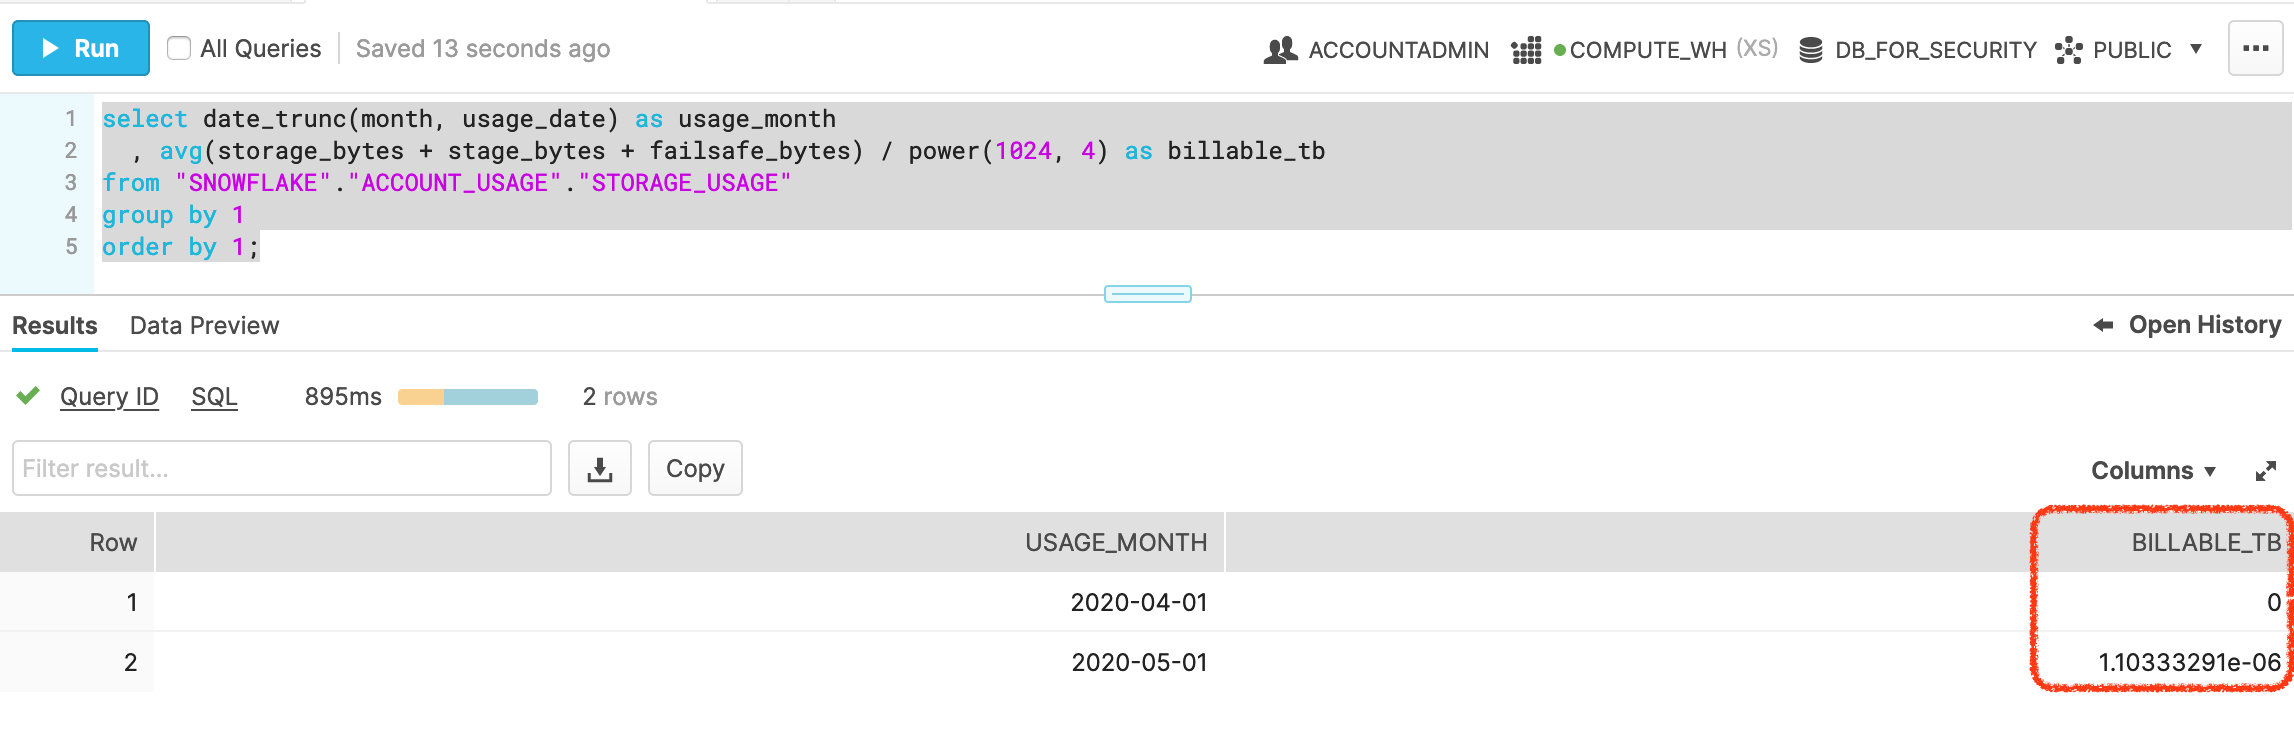 Run All Queries Saved 13 seconds ago ACCOUNTADMIN COMPUTE_WH (XS) DB_FOR_SECURITY PUBLIC ...
1 select date_trunc(month, usage_date) as usage_month
2 , avg(storage_bytes + stage_bytes + failsafe_bytes) / power(1024, 4) as billable_tb
3 from "SNOWFLAKE"."ACCOUNT_USAGE"."STORAGE_USAGE"
4 group by 1
5 order by 1;
Results Data Preview Open History
Query ID SQL 895ms 2 rows
Filter result... Copy Columns
Row USAGE_MONTH BILLABLE_TB
1 2020-04-01 0
2 2020-05-01 1.10333291e-06